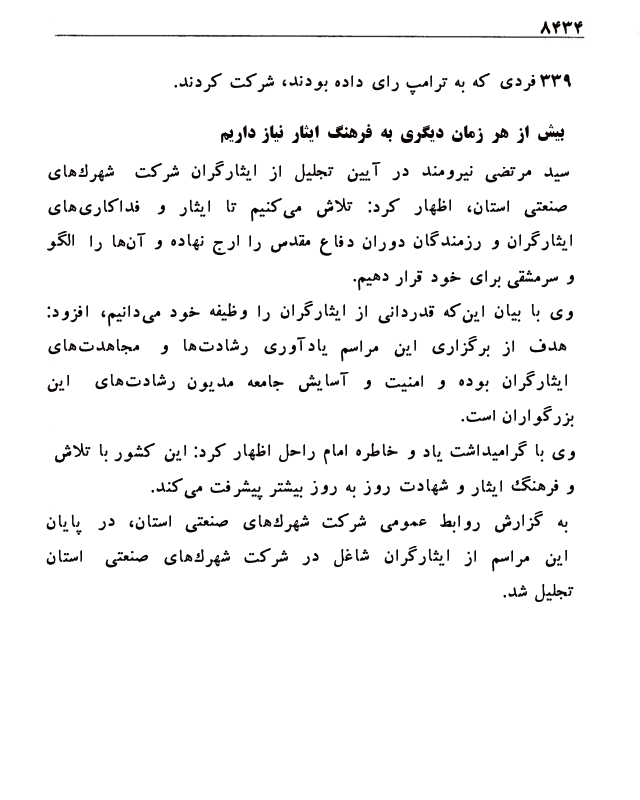 ۸۴۳۴
۳۳۹ فردی که به ترامپ رای داده بودند، شرکت کردند.
بیش از هر زمان دیگری به فرهنگ ایثار نیاز داریم
سید مرتضی نیرومند در آیین تجلیل از ایثارگران شرکت شهرك‌های
صنعتی استان، اظهار کرد: تلاش می‌کنیم تا ایثار و فداکاری‌های
ایثارگران و رزمندگان دوران دفاع مقدس را ارج نهاده و آن‌ها را الگو
و سرمشقی برای خود قرار دهیم.
وی با بیان این‌که قدردانی از ایثارگران را وظیفه خود می‌دانیم، افزود:
هدف از برگزاری این مراسم یادآوری رشادت‌ها و مجاهدت‌های
ایثارگران بوده و امنیت و آسایش جامعه مدیون رشادت‌های این
بزرگواران است.
وی با گرامیداشت یاد و خاطره امام راحل اظهار کرد: این کشور با تلاش
و فرهنگ ایثار و شهادت روز به روز بیشتر پیشرفت می‌کند.
به گزارش روابط عمومی شرکت شهرك‌های صنعتی استان، در پایان
این مراسم از ایثارگران شاغل در شرکت شهرك‌های صنعتی استان
تجلیل شد.